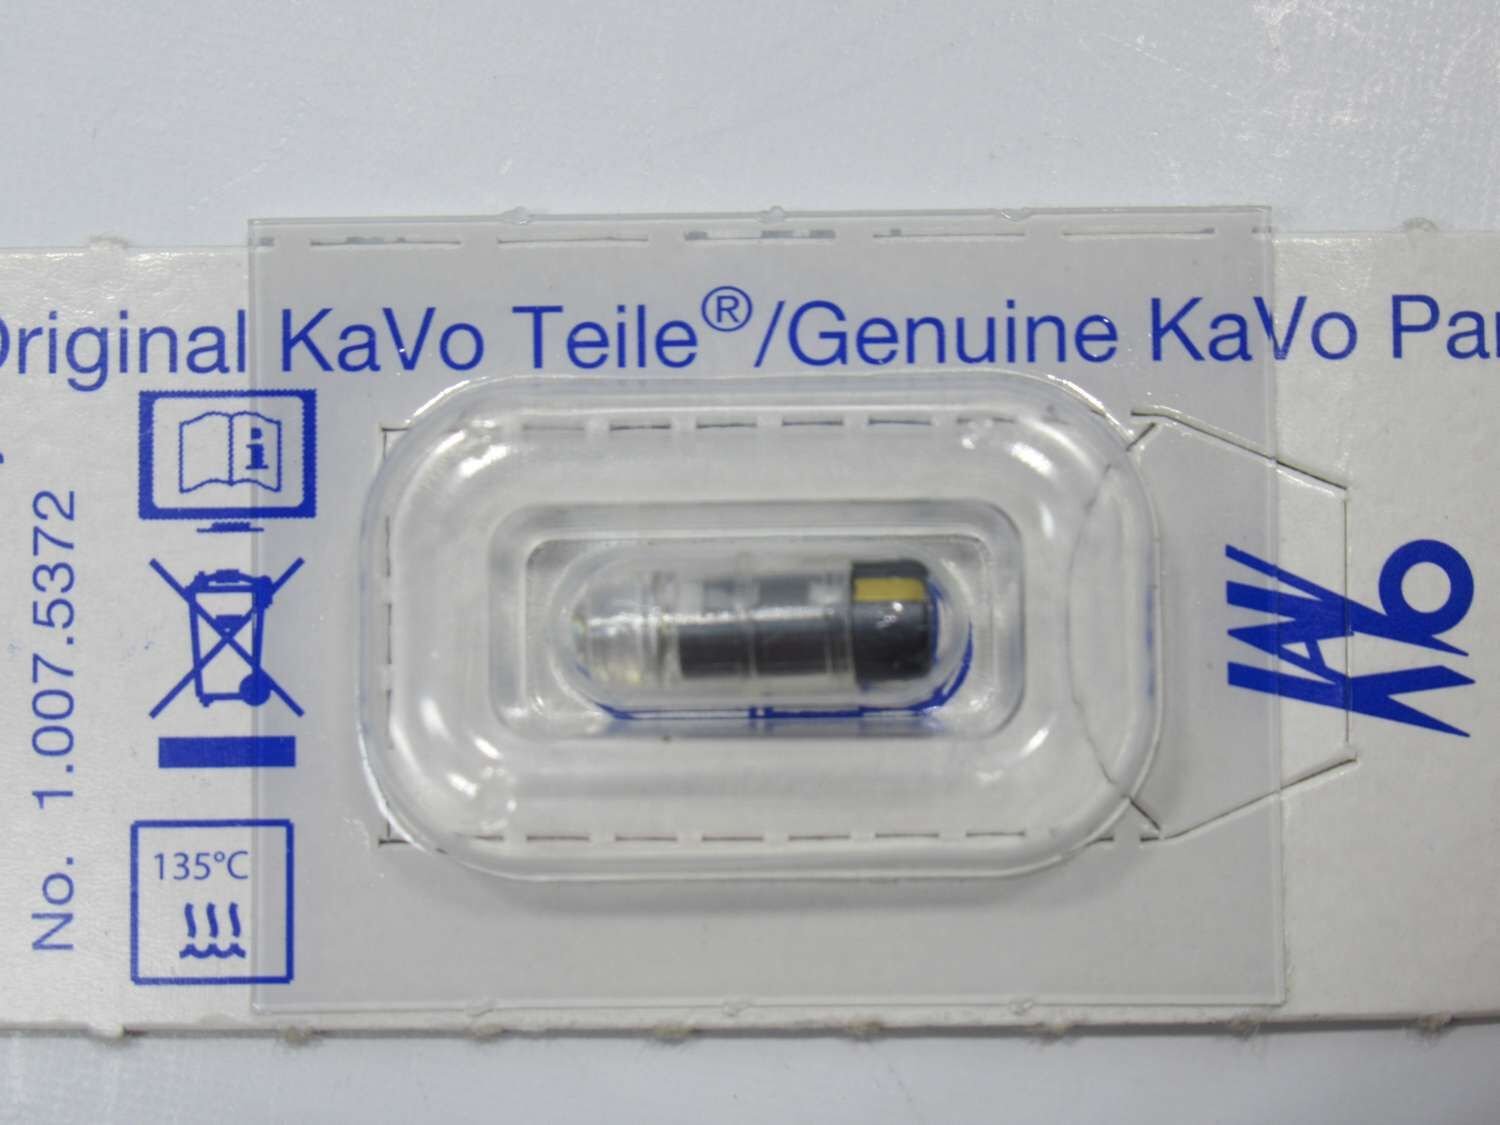 Original KaVo Teile®/Genuine KaVo Par
i
No. 1.007.5372
135°C
KAVO